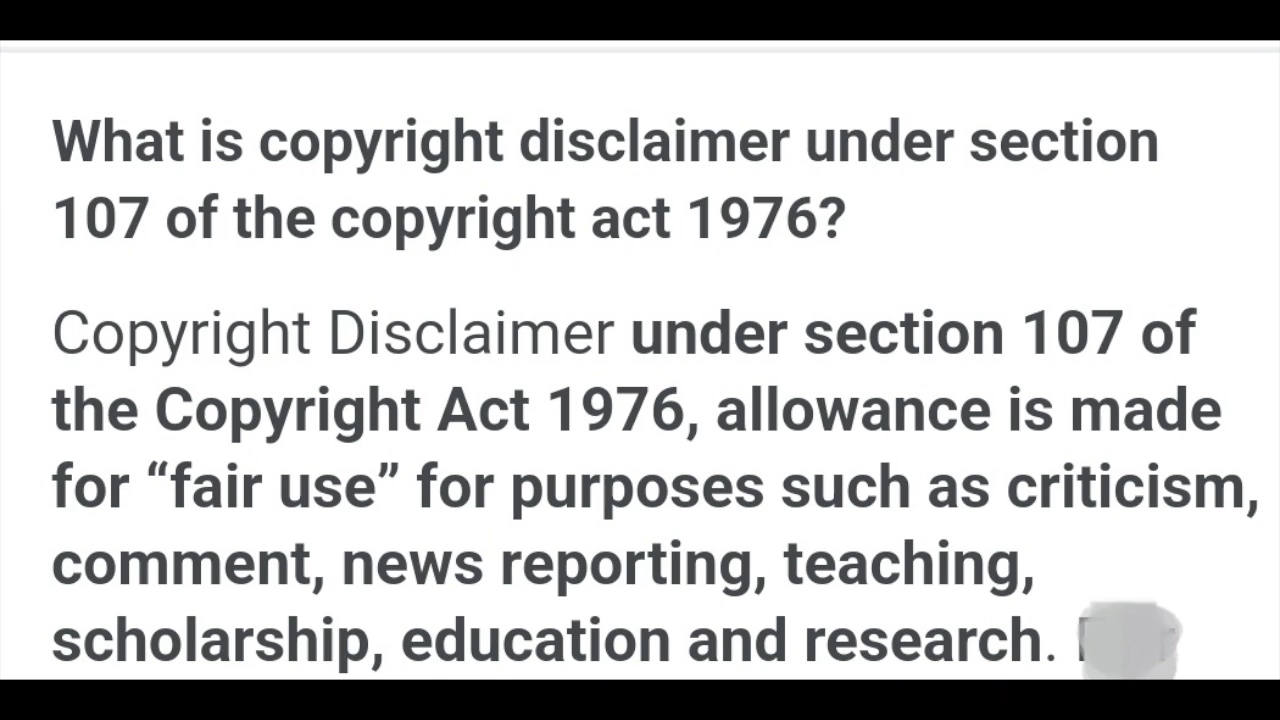 What is copyright disclaimer under section
107 of the copyright act 1976?
Copyright Disclaimer under section 107 of
the Copyright Act 1976, allowance is made
for “fair use” for purposes such as criticism,
comment, news reporting, teaching,
scholarship, education and research.